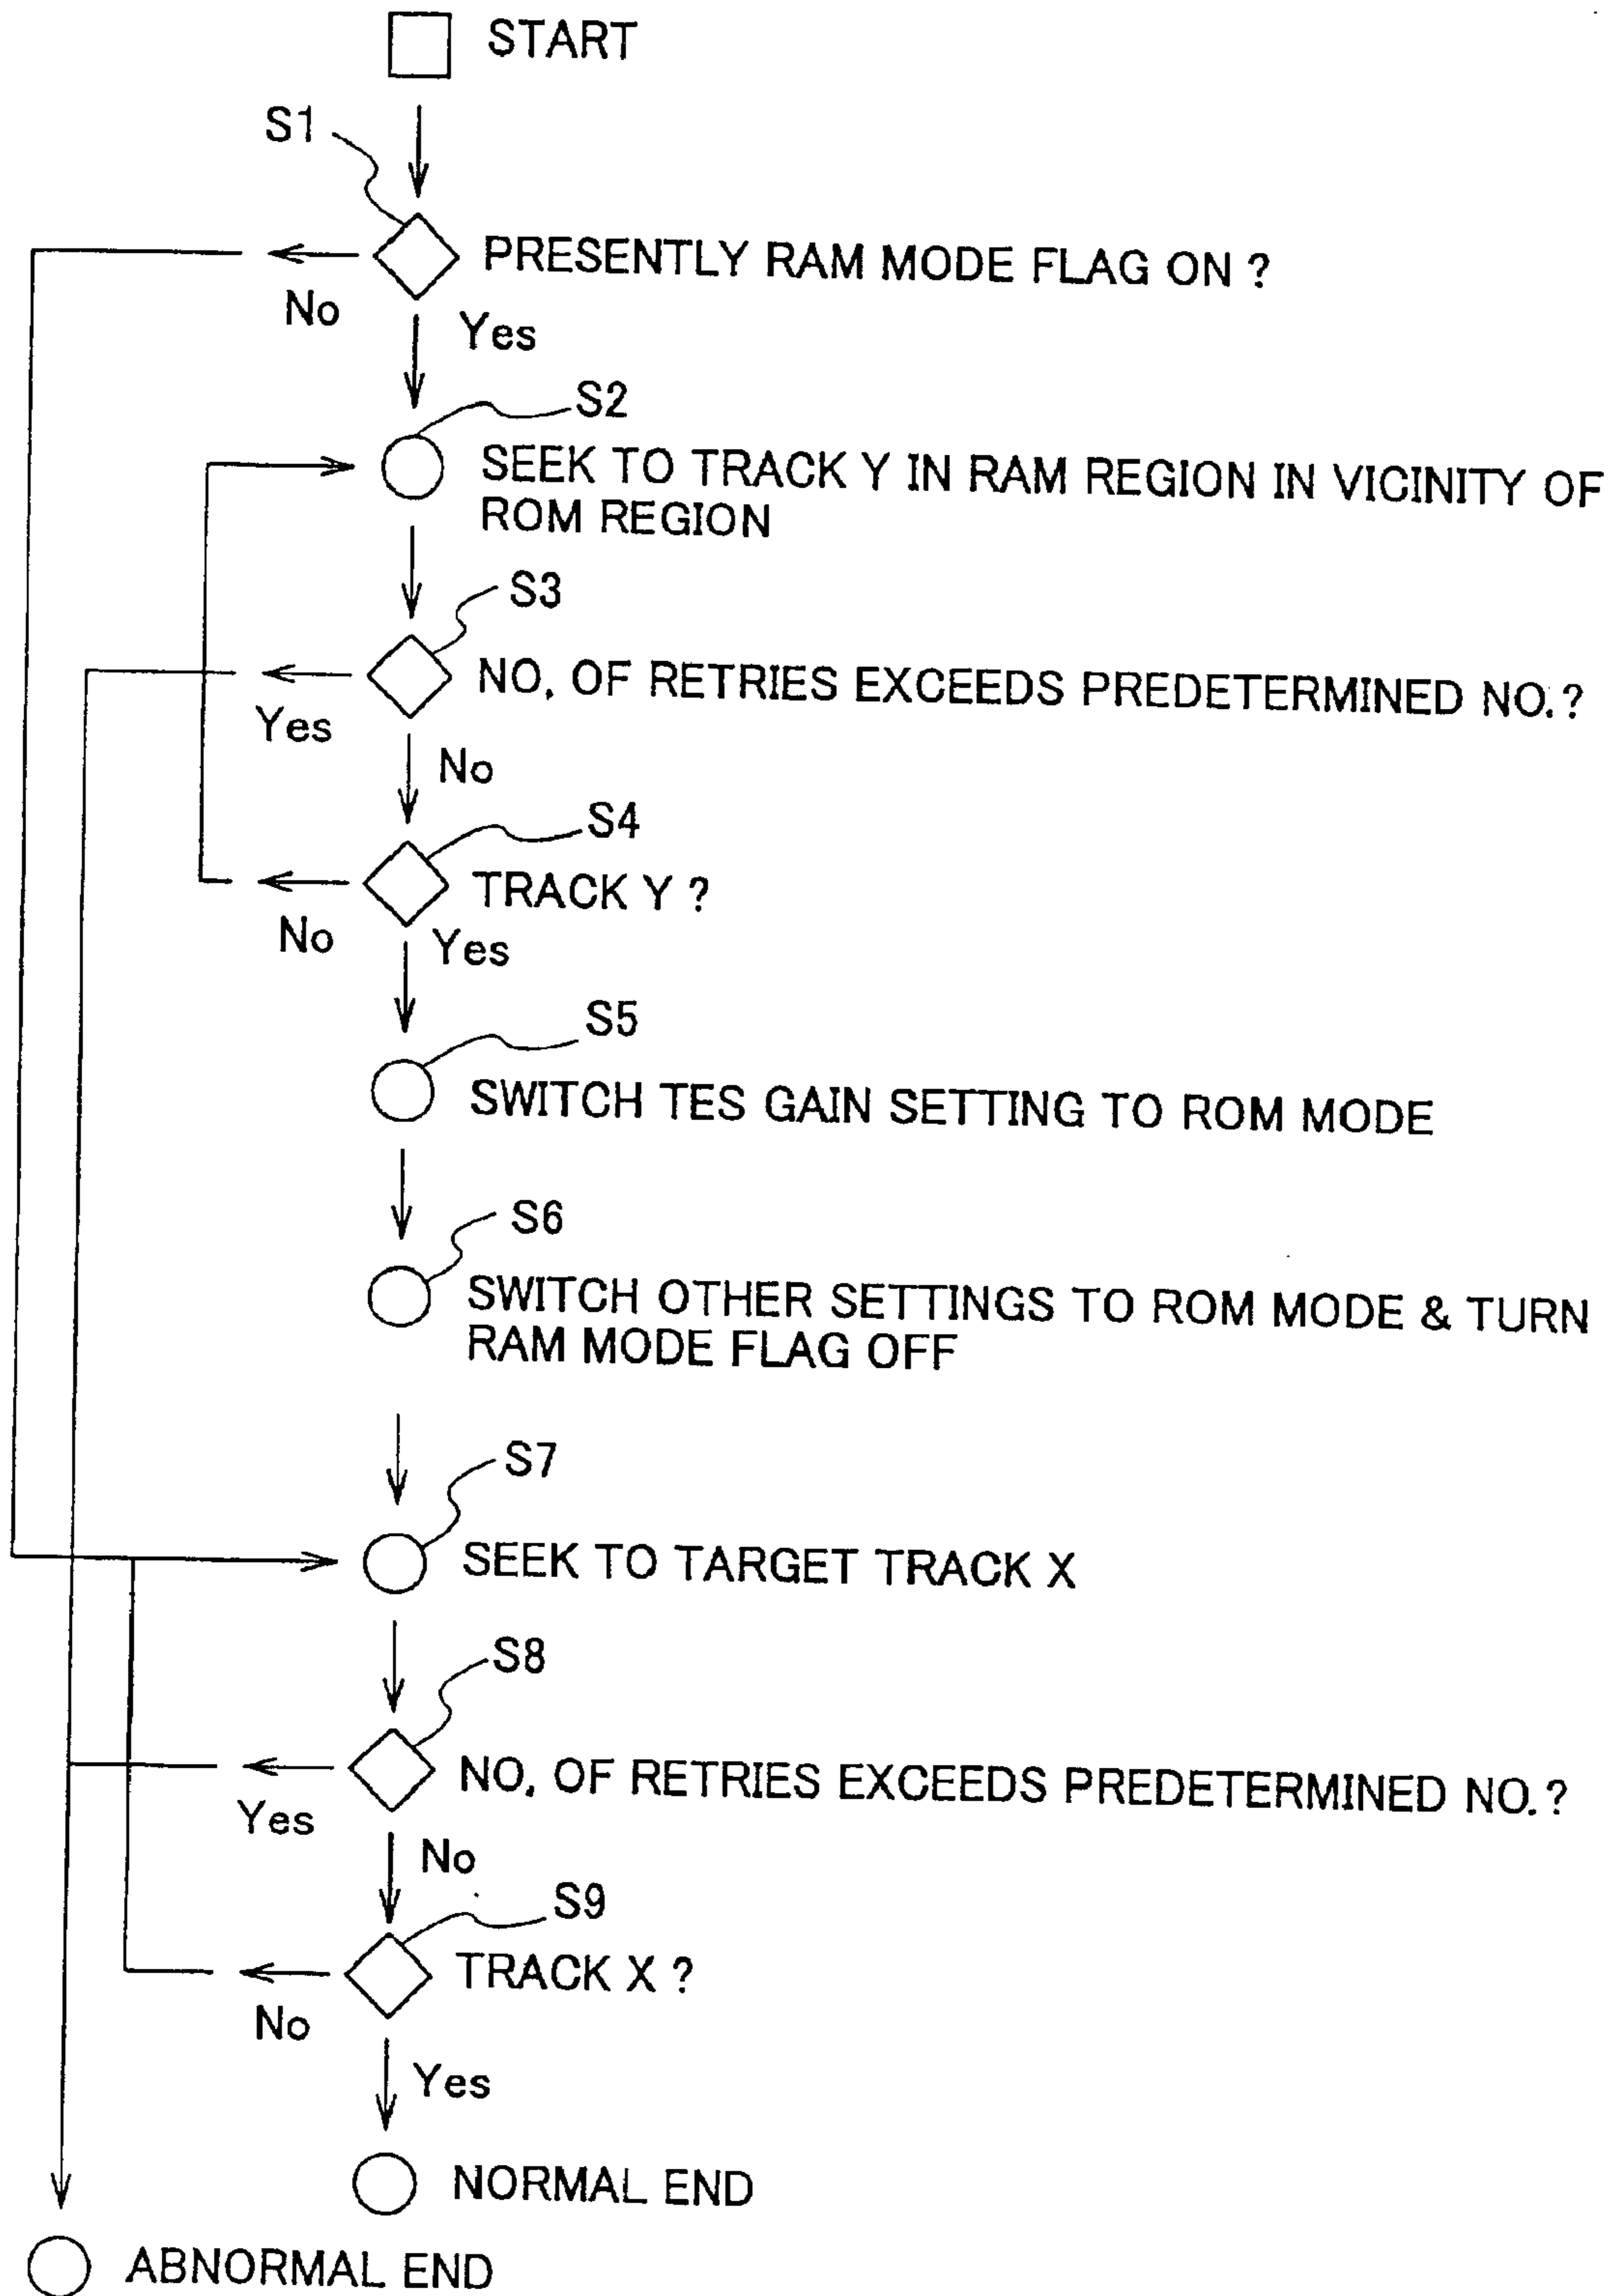 START
S1
PRESENTLY RAM MODE FLAG ON ?
No
Yes
S2
SEEK TO TRACK Y IN RAM REGION IN VICINITY OF
ROM REGION
S3
NO. OF RETRIES EXCEEDS PREDETERMINED NO.?
Yes
No
S4
TRACK Y ?
No
Yes
S5
SWITCH TES GAIN SETTING TO ROM MODE
S6
SWITCH OTHER SETTINGS TO ROM MODE & TURN
RAM MODE FLAG OFF
S7
SEEK TO TARGET TRACK X
S8
NO. OF RETRIES EXCEEDS PREDETERMINED NO.?
Yes
No
S9
TRACK X ?
No
Yes
NORMAL END
ABNORMAL END